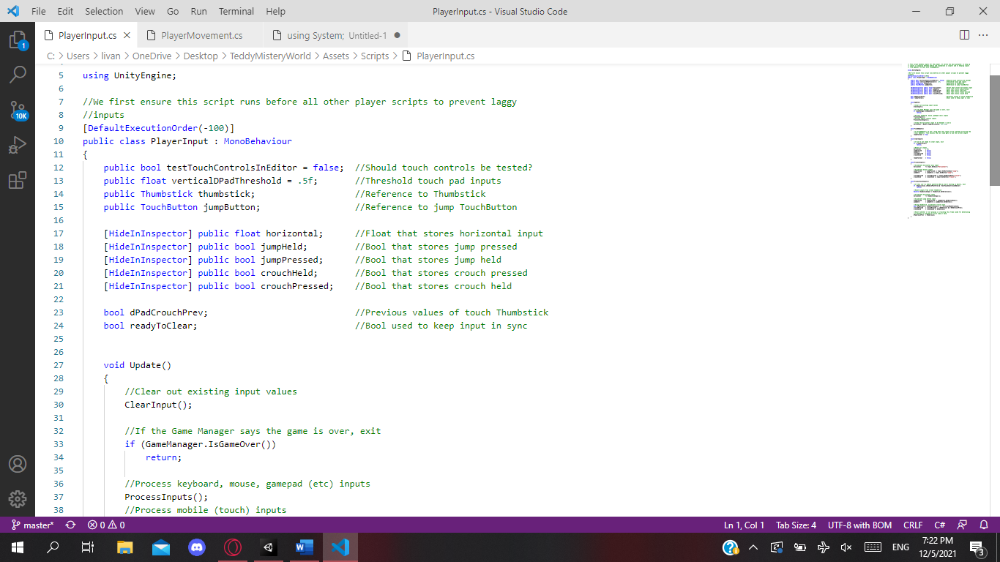 File Edit Selection View Go Run Terminal Help PlayerInput.cs - Visual Studio Code
PlayerInput.cs PlayerMovement.cs using System; Untitled-1
C: > Users > livan > OneDrive > Desktop > TeddyMisteryWorld > Assets > Scripts > PlayerInput.cs
1
10K
5 using UnityEngine;
6
7 //We first ensure this script runs before all other player scripts to prevent laggy
8 //inputs
9 [DefaultExecutionOrder(-100)]
10 public class PlayerInput : MonoBehaviour
11 {
12 public bool testTouchControlsInEditor = false; //Should touch controls be tested?
13 public float verticalDPadThreshold = .5f; //Threshold touch pad inputs
14 public Thumbstick thumbstick; //Reference to Thumbstick
15 public TouchButton jumpButton; //Reference to jump TouchButton
16
17 [HideInInspector] public float horizontal; //Float that stores horizontal input
18 [HideInInspector] public bool jumpHeld; //Bool that stores jump pressed
19 [HideInInspector] public bool jumpPressed; //Bool that stores jump held
20 [HideInInspector] public bool crouchHeld; //Bool that stores crouch pressed
21 [HideInInspector] public bool crouchPressed; //Bool that stores crouch held
22
23 bool dPadCrouchPrev; //Previous values of touch Thumbstick
24 bool readyToClear; //Bool used to keep input in sync
25
26
27 void Update()
28 {
29 //Clear out existing input values
30 ClearInput();
31
32 //If the Game Manager says the game is over, exit
33 if (GameManager.IsGameOver())
34 return;
35
36 //Process keyboard, mouse, gamepad (etc) inputs
37 ProcessInputs();
38 //Process mobile (touch) inputs
master* 0 0 Ln 1, Col 1 Tab Size: 4 UTF-8 with BOM CRLF C#
ENG 7:22 PM
12/5/2021 3